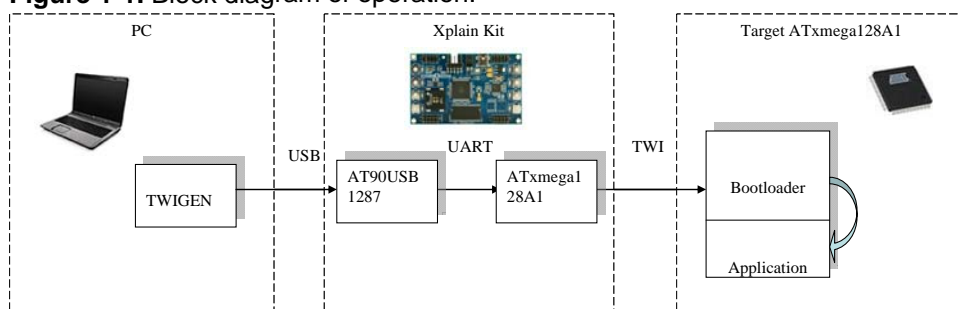 Figure 1-1. Block diagram of operation.
PC
Xplain Kit
Target ATxmega128A1
USB
UART
TWI
TWIGEN
AT90USB
1287
ATxmega1
28A1
Bootloader
Application